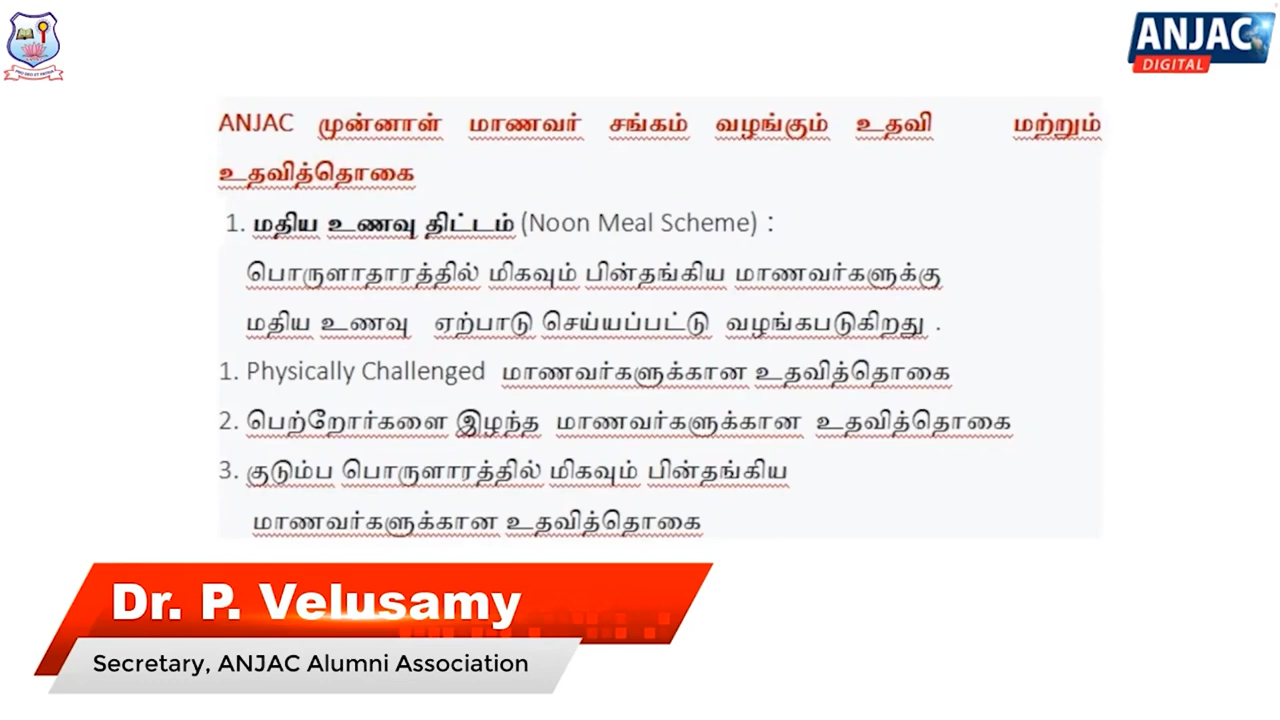 ANJAC
DIGITAL
ANJAC முன்னாள் மாணவர் சங்கம் வழங்கும் உதவி மற்றும்
உதவித்தொகை
1. மதிய உணவு திட்டம் (Noon Meal Scheme) :
பொருளாதாரத்தில் மிகவும் பின்தங்கிய மாணவர்களுக்கு
மதிய உணவு ஏற்பாடு செய்யப்பட்டு வழங்கபடுகிறது .
1. Physically Challenged மாணவர்களுக்கான உதவித்தொகை
2. பெற்றோர்களை இழந்த மாணவர்களுக்கான உதவித்தொகை
3. குடும்ப பொருளாரத்தில் மிகவும் பின்தங்கிய
மாணவர்களுக்கான உதவித்தொகை
Dr. P. Velusamy
Secretary, ANJAC Alumni Association